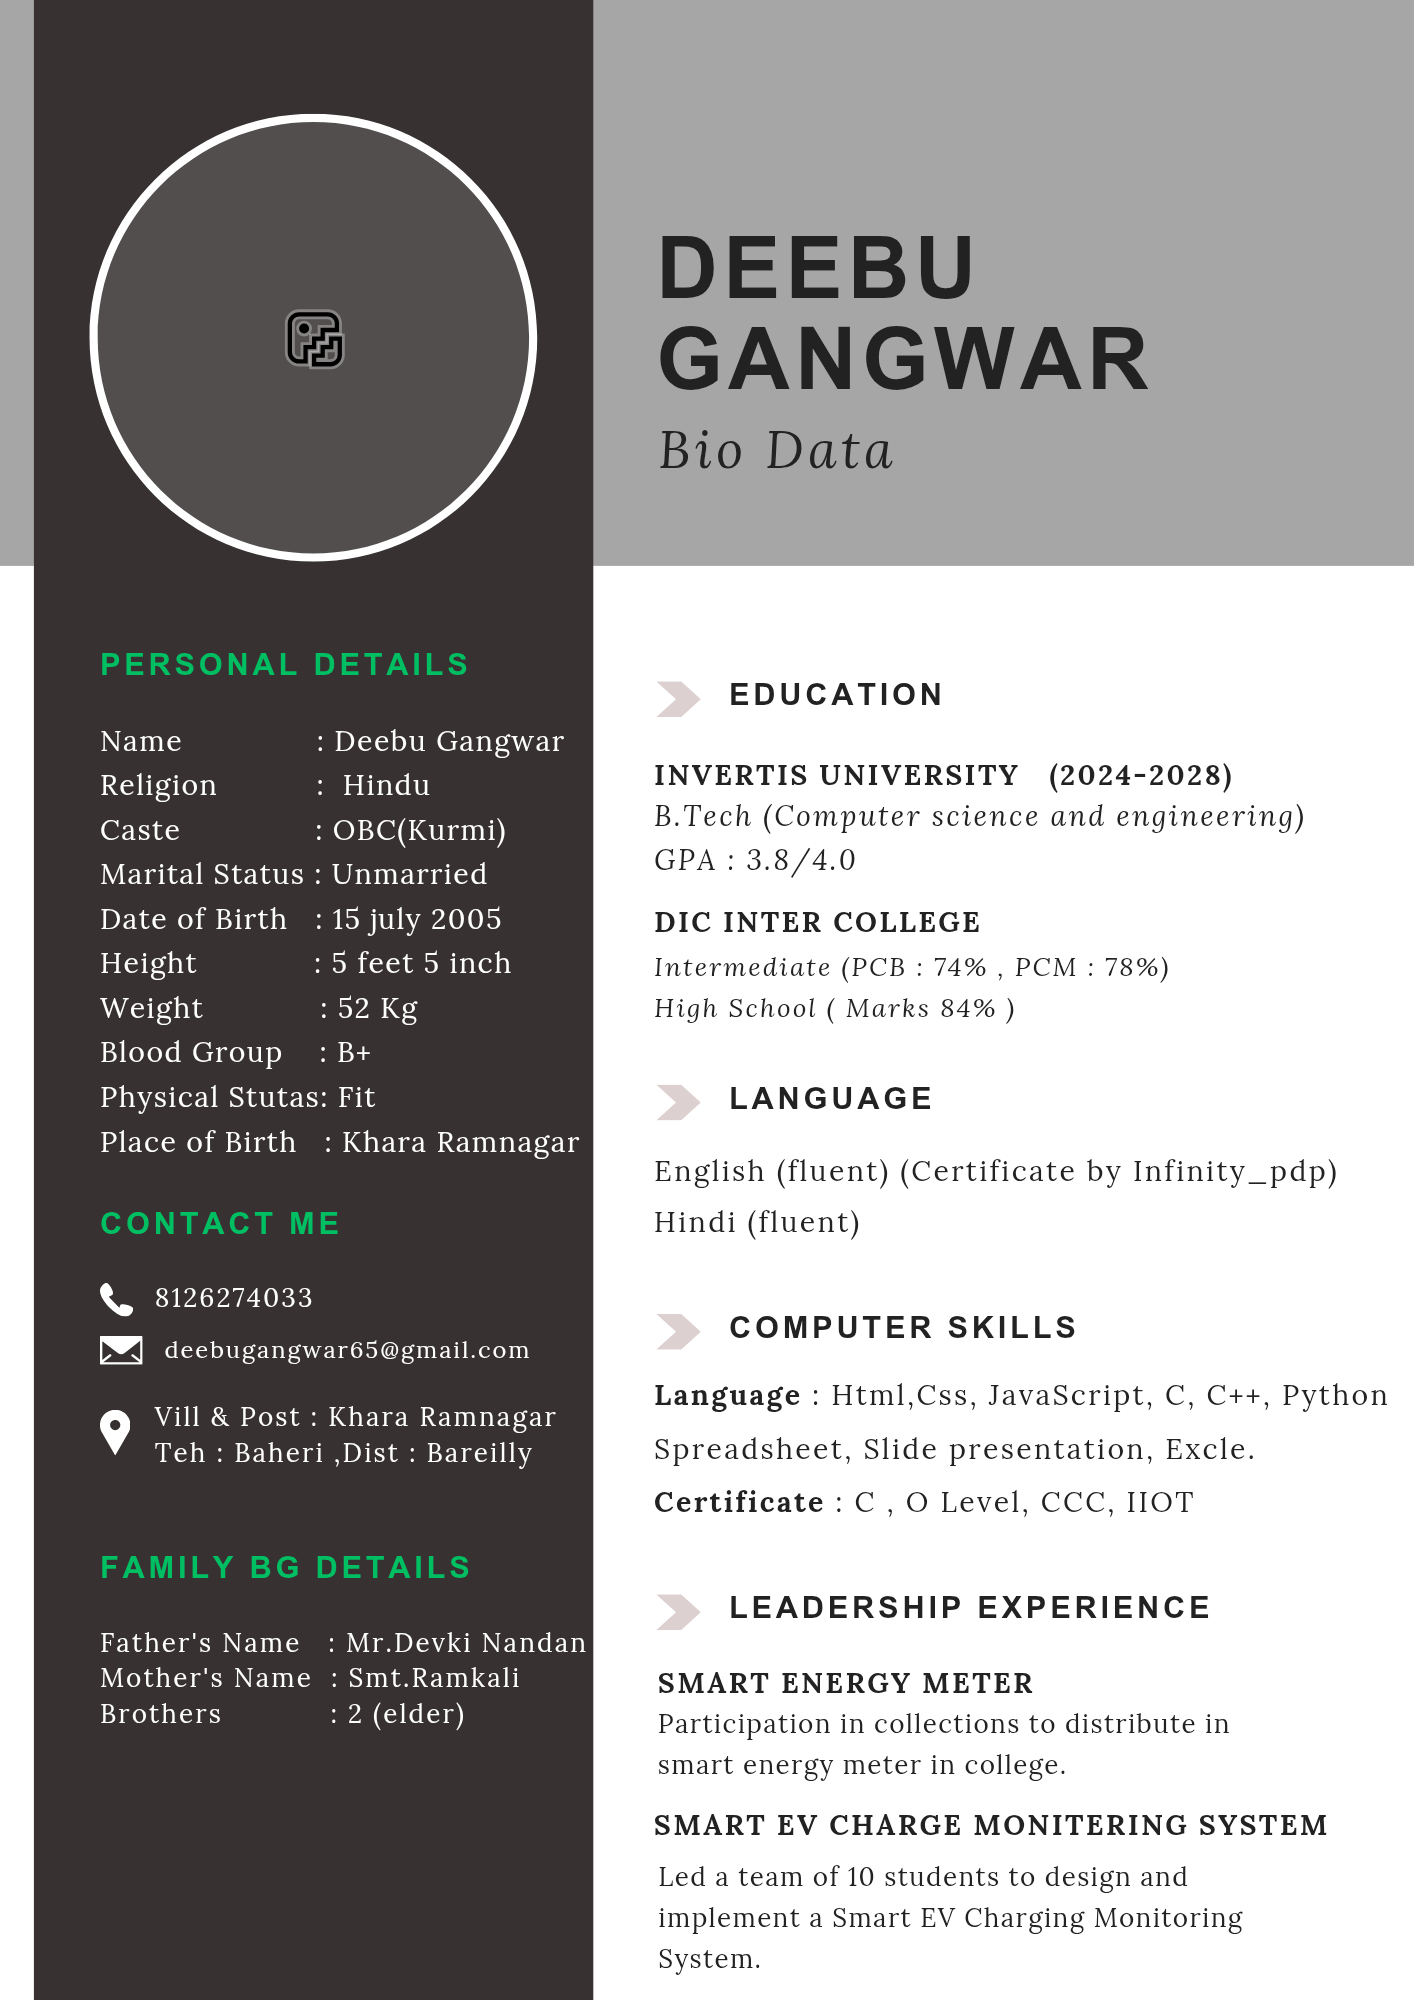 DEEBU
GANGWAR
Bio Data
PERSONAL DETAILS
Name : Deebu Gangwar
Religion : Hindu
Caste : OBC(Kurmi)
Marital Status : Unmarried
Date of Birth : 15 july 2005
Height : 5 feet 5 inch
Weight : 52 Kg
Blood Group : B+
Physical Stutas: Fit
Place of Birth : Khara Ramnagar
CONTACT ME
8126274033
deebugangwar65@gmail.com
Vill & Post : Khara Ramnagar
Teh : Baheri ,Dist : Bareilly
FAMILY BG DETAILS
Father's Name : Mr.Devki Nandan
Mother's Name : Smt.Ramkali
Brothers : 2 (elder)
EDUCATION
INVERTIS UNIVERSITY (2024-2028)
B.Tech (Computer science and engineering)
GPA : 3.8/4.0
DIC INTER COLLEGE
Intermediate (PCB : 74% , PCM : 78%)
High School ( Marks 84% )
LANGUAGE
English (fluent) (Certificate by Infinity_pdp)
Hindi (fluent)
COMPUTER SKILLS
Language : Html,Css, JavaScript, C, C++, Python
Spreadsheet, Slide presentation, Excle.
Certificate : C , O Level, CCC, IIOT
LEADERSHIP EXPERIENCE
SMART ENERGY METER
Participation in collections to distribute in
smart energy meter in college.
SMART EV CHARGE MONITERING SYSTEM
Led a team of 10 students to design and
implement a Smart EV Charging Monitoring
System.